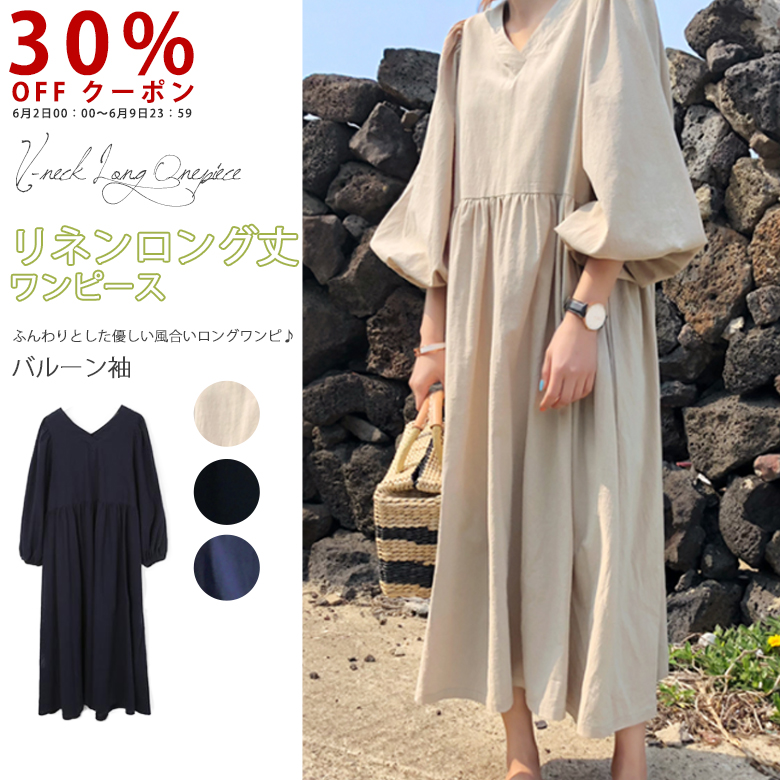 30%
OFF クーポン
6月2日00：00～6月9日23：59
V-neck Long Onepiece
リネンロング丈
ワンピース
ふんわりとした優しい風合いロングワンピ♪
バルーン袖